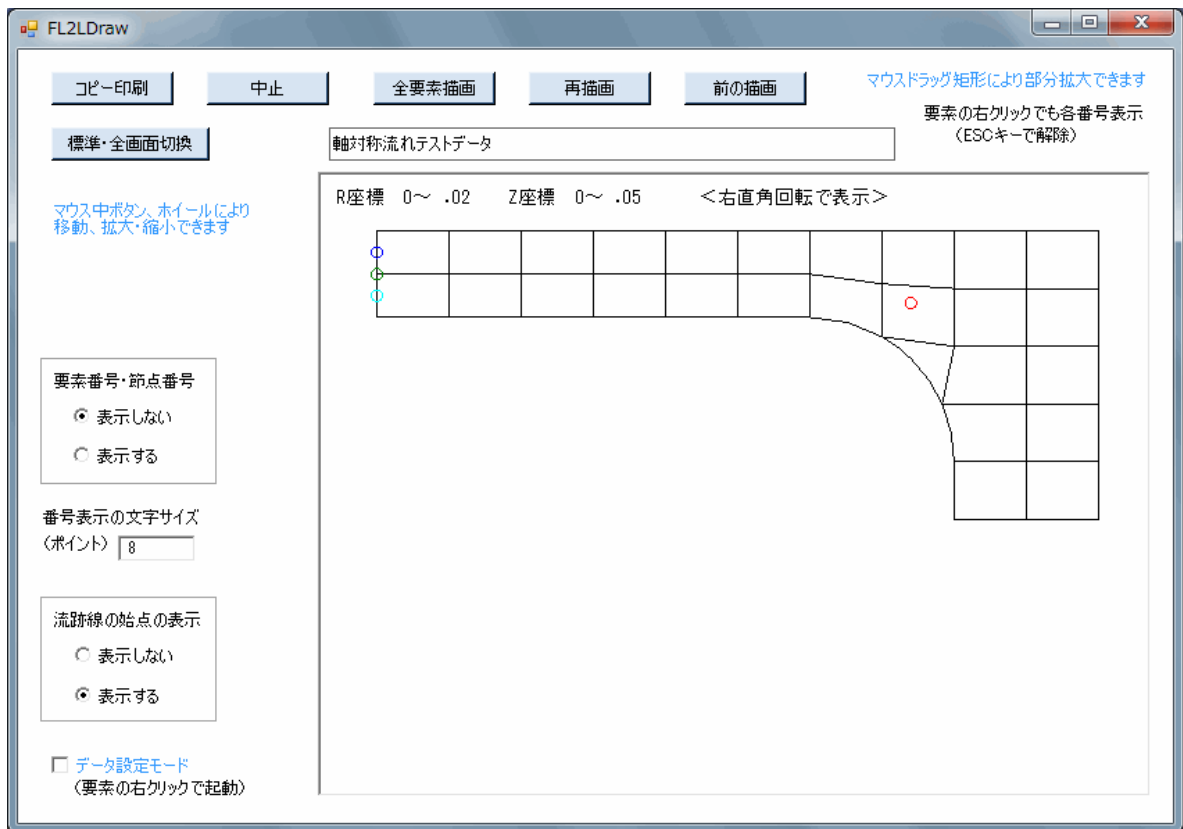 FL2LDraw
コピー印刷
中止
全要素描画
再描画
前の描画
マウスドラッグ矩形により部分拡大できます
要素の右クリックでも各番号表示
(ESCキーで解除)
標準・全画面切換
軸対称流れテストデータ
マウス中ボタン、ホイールにより
移動、拡大・縮小できます
R座標 0～ .02 Z座標 0～ .05 ＜右直角回転で表示＞
要素番号・節点番号
表示しない
表示する
番号表示の文字サイズ
(ポイント) 8
流跡線の始点の表示
表示しない
表示する
データ設定モード
(要素の右クリックで起動)